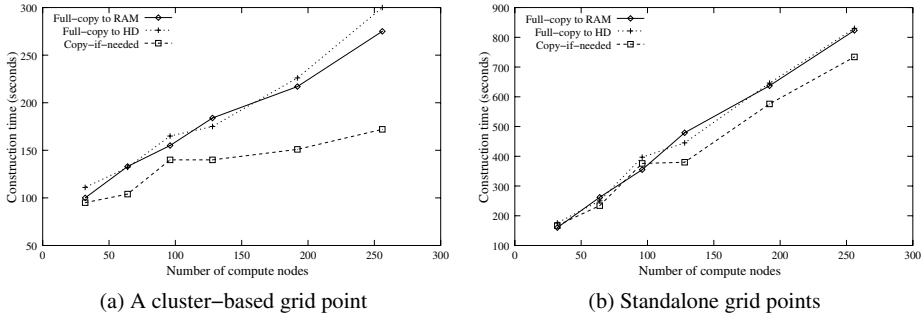 Full−copy to RAM
Full−copy to HD
Copy−if−needed
300
250
200
150
100
50
Construction time (seconds)
0 50 100 150 200 250 300
Number of compute nodes
(a) A cluster−based grid point
Full−copy to RAM
Full−copy to HD
Copy−if−needed
900
800
700
600
500
400
300
200
100
Construction time (seconds)
0 50 100 150 200 250 300
Number of compute nodes
(b) Standalone grid points